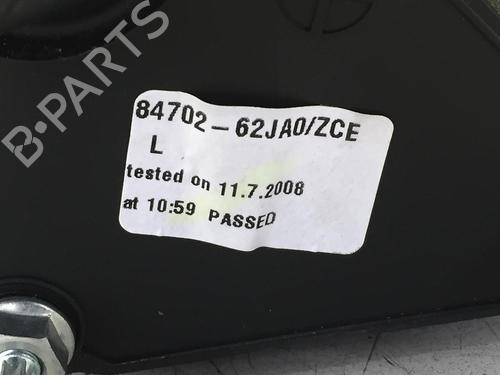 B-PARTS
84702-62JA0/ZCE
L
tested on 11.7.2008
at 10:59 PASSED